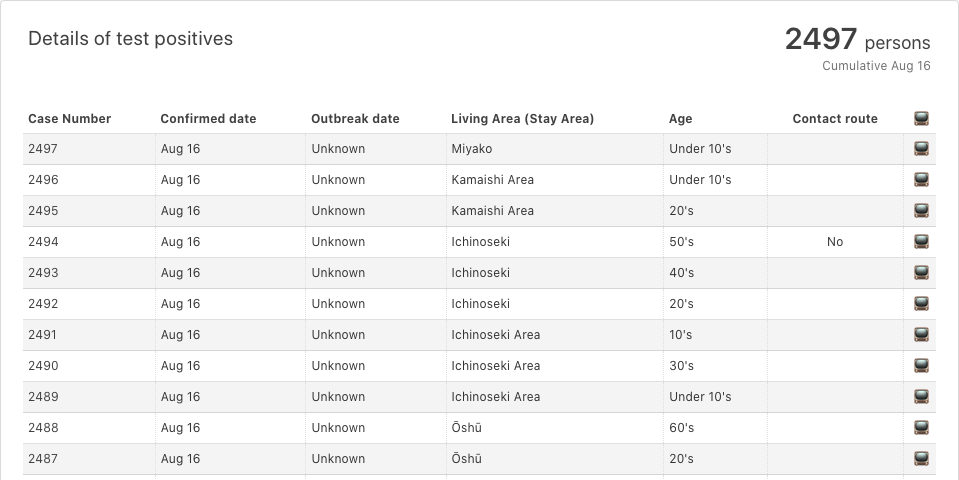 Details of test positives
2497 persons
Cumulative Aug 16
Case Number Confirmed date Outbreak date Living Area (Stay Area) Age Contact route
2497 Aug 16 Unknown Miyako Under 10's
2496 Aug 16 Unknown Kamaishi Area Under 10's
2495 Aug 16 Unknown Kamaishi Area 20's
2494 Aug 16 Unknown Ichinoseki 50's No
2493 Aug 16 Unknown Ichinoseki 40's
2492 Aug 16 Unknown Ichinoseki 20's
2491 Aug 16 Unknown Ichinoseki Area 10's
2490 Aug 16 Unknown Ichinoseki Area 30's
2489 Aug 16 Unknown Ichinoseki Area Under 10's
2488 Aug 16 Unknown Ōshū 60's
2487 Aug 16 Unknown Ōshū 20's